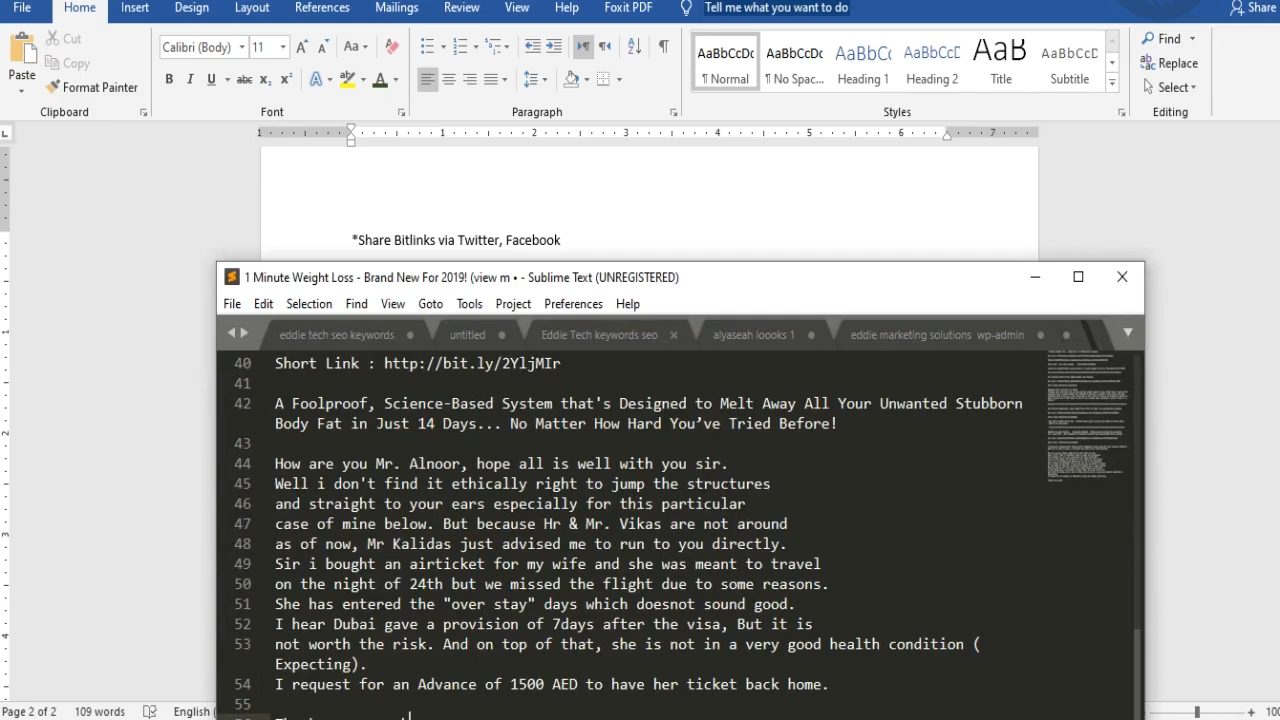 File Home Insert Design Layout References Mailings Review View Help Foxit PDF Tell me what you want to do Share
Paste
Cut
Copy
Format Painter
Clipboard
Calibri (Body) 11
Font
Paragraph
AaBbCcDc AaBbCcDc AaBbCc AaBbCcD AaB AaBbCcD
¶ Normal ¶ No Spac... Heading 1 Heading 2 Title Subtitle
Styles
Find
Replace
Select
Editing
*Share Bitlinks via Twitter, Facebook
1 Minute Weight Loss - Brand New For 2019! (view m • - Sublime Text (UNREGISTERED)
File Edit Selection Find View Goto Tools Project Preferences Help
eddie tech seo keywords untitled Eddie Tech keywords seo alyaseah loooks 1 eddie marketing solutions wp-admin
40 Short Link : http://bit.ly/2YljMIr
41
42 A Foolproof, Science-Based System that's Designed to Melt Away All Your Unwanted Stubborn
Body Fat in Just 14 Days.... No Matter How Hard You’ve Tried Before!
43
44 How are you Mr. Alnoor, hope all is well with you sir.
45 Well i dont find it ethically right to jump the structures
46 and straight to your ears especially for this particular
47 case of mine below. But because Hr & Mr. Vikas are not around
48 as of now, Mr Kalidas just advised me to run to you directly.
49 Sir i bought an airticket for my wife and she was meant to travel
50 on the night of 24th but we missed the flight due to some reasons.
51 She has entered the "over stay" days which doesnot sound good.
52 I hear Dubai gave a provision of 7days after the visa, But it is
53 not worth the risk. And on top of that, she is not in a very good health condition (
Expecting).
54 I request for an Advance of 1500 AED to have her ticket back home.
55
Page 2 of 2 109 words English (